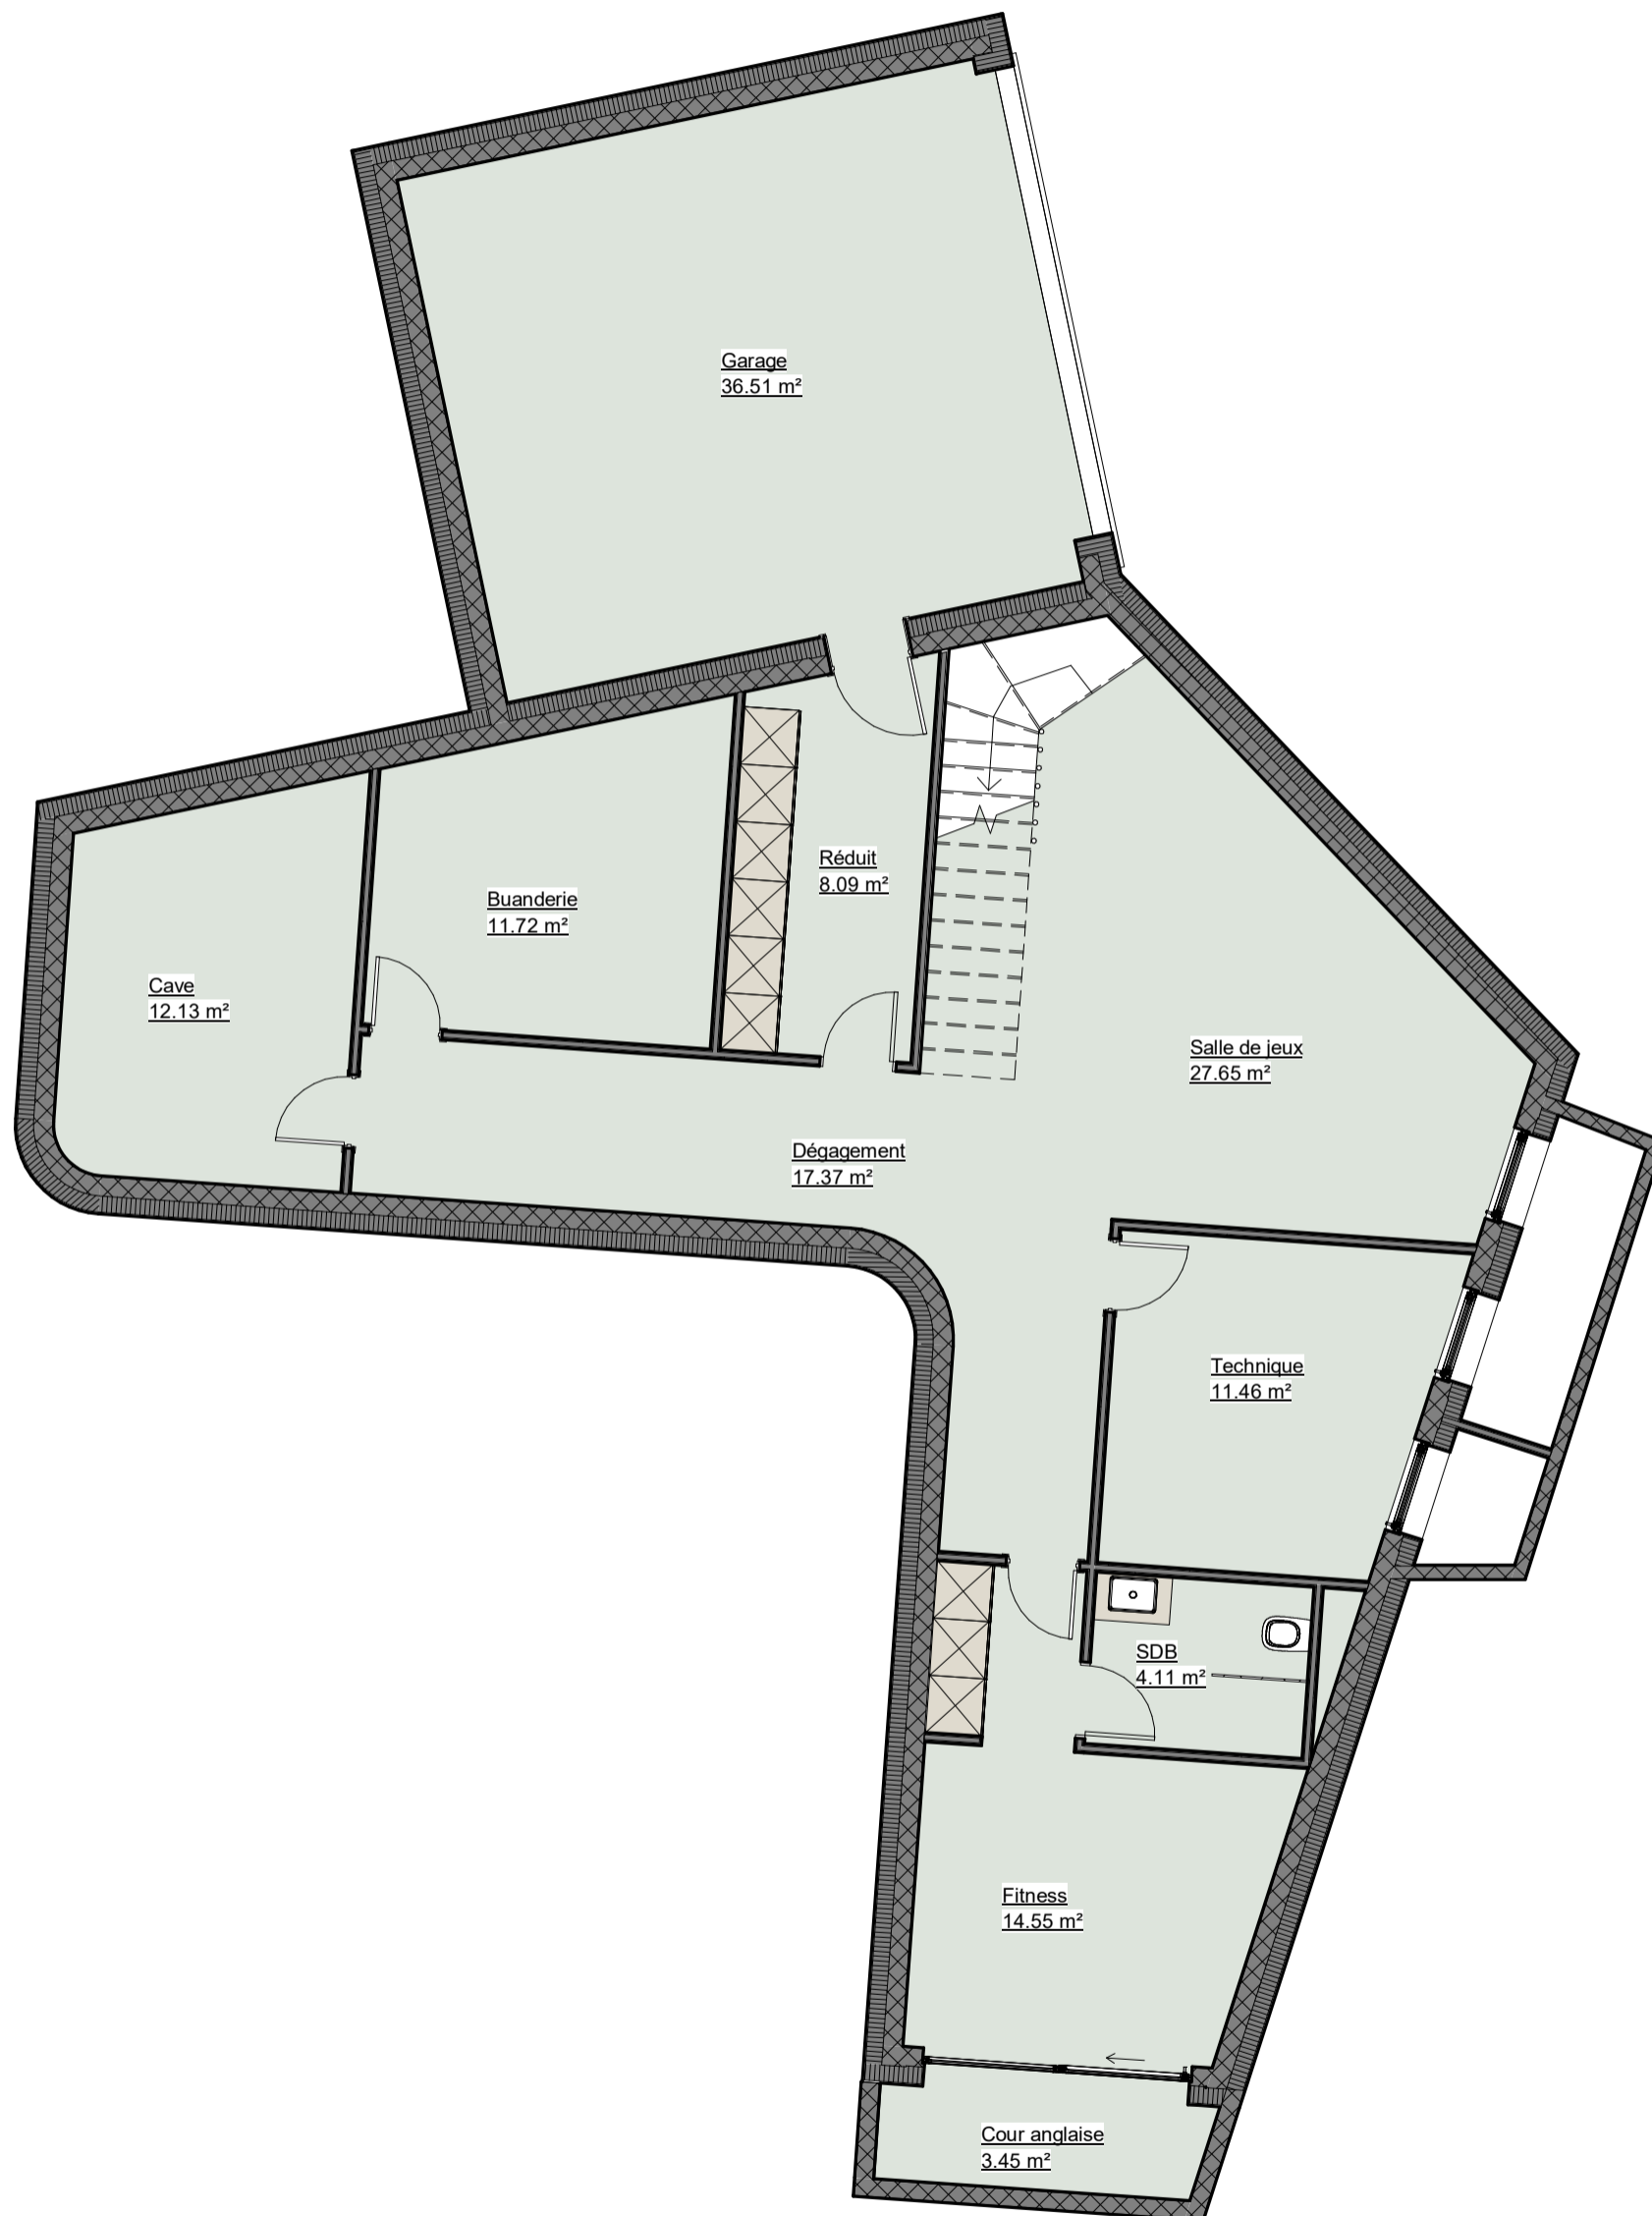 Garage
36.51 m²
Réduit
8.09 m²
Buanderie
11.72 m²
Cave
12.13 m²
Salle de jeux
27.65 m²
Dégagement
17.37 m²
Technique
11.46 m²
SDB
4.11 m²
Fitness
14.55 m²
Cour anglaise
3.45 m²